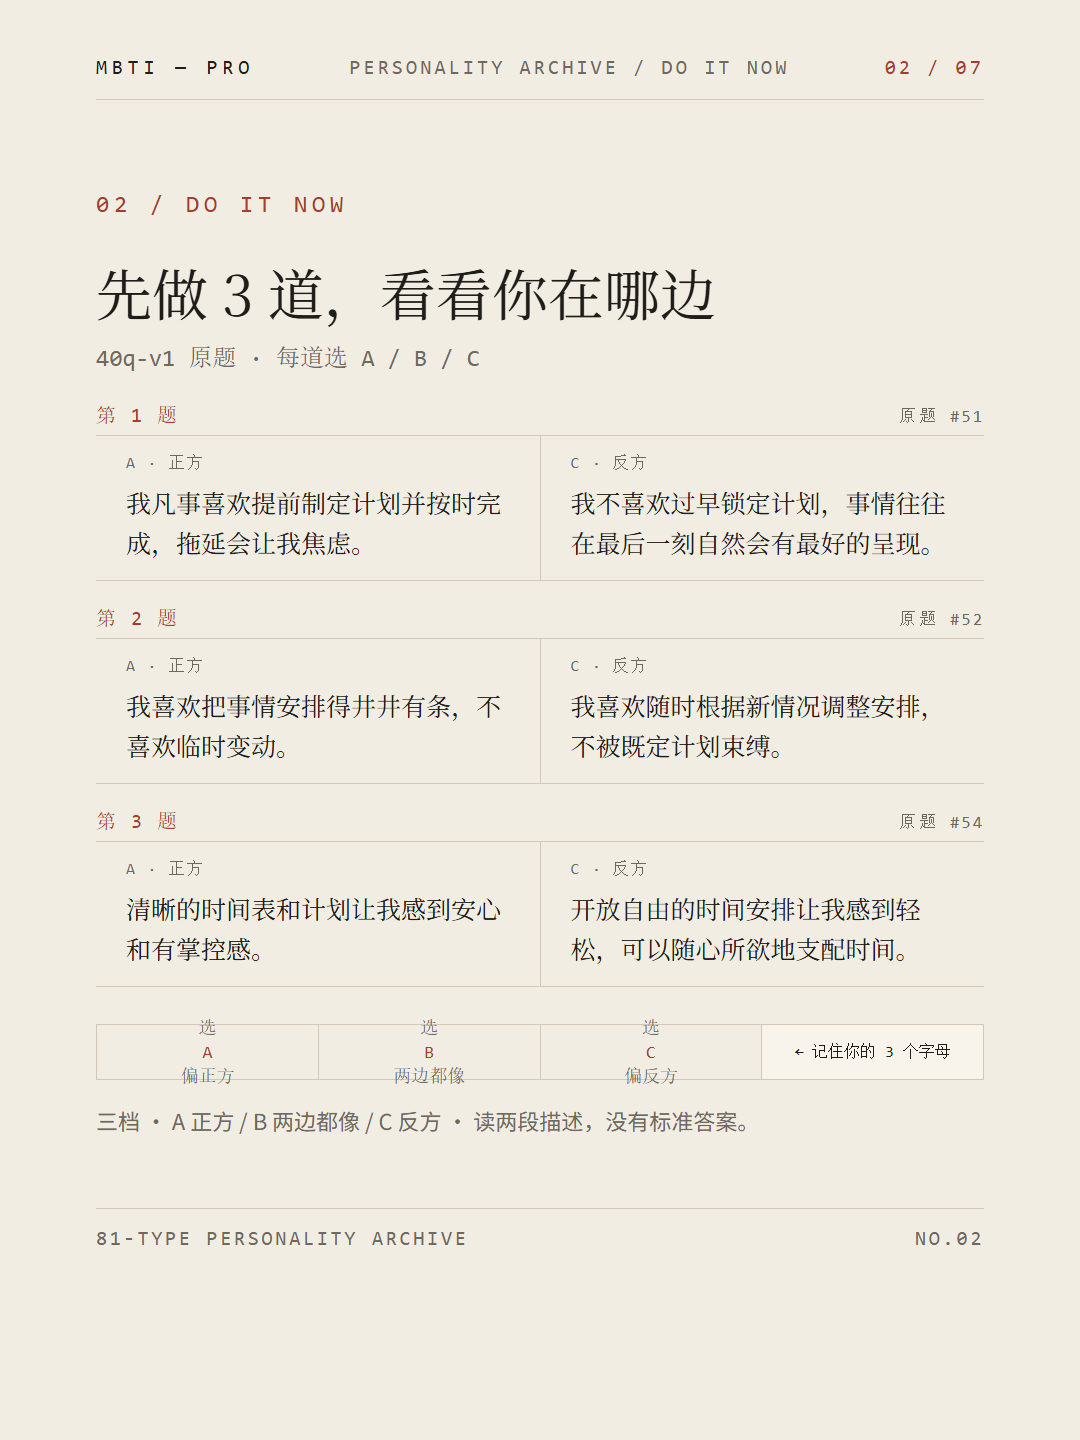 MBTI — PRO
PERSONALITY ARCHIVE / DO IT NOW
02 / 07
02 / DO IT NOW
先做 3 道，看看你在哪边
40q-v1 原题 · 每道选 A / B / C
第 1 题
原题 #51
A · 正方
我凡事喜欢提前制定计划并按时完
成，拖延会让我焦虑。
C · 反方
我不喜欢过早锁定计划，事情往往
在最后一刻自然会有最好的呈现。
第 2 题
原题 #52
A · 正方
我喜欢把事情安排得井井有条，不
喜欢临时变动。
C · 反方
我喜欢随时根据新情况调整安排，
不被既定计划束缚。
第 3 题
原题 #54
A · 正方
清晰的时间表和计划让我感到安心
和有掌控感。
C · 反方
开放自由的时间安排让我感到轻
松，可以随心所欲地支配时间。
选
A
偏正方
选
B
两边都像
选
C
偏反方
← 记住你的 3 个字母
三档 · A 正方 / B 两边都像 / C 反方 · 读两段描述，没有标准答案。
81-TYPE PERSONALITY ARCHIVE
NO.02